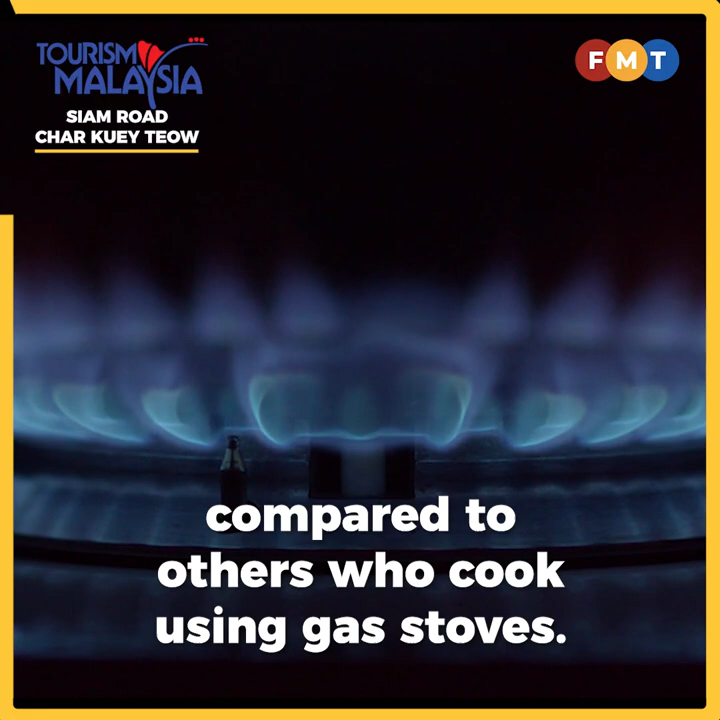 TOURISM
MALAYSIA
SIAM ROAD
CHAR KUEY TEOW
FMT
compared to
others who cook
using gas stoves.